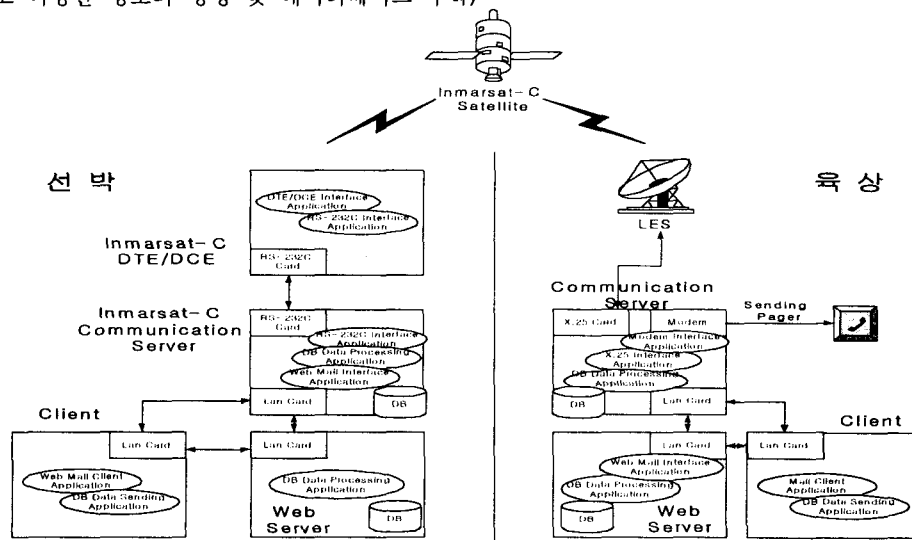 Inmarsat-C
Satellite
선 박
육 상
DTE/DCE Interface
Application
RS-232C Interface
Application
RS-232C
Card
Inmarsat-C
DTE/DCE
LES
Inmarsat-C
Communication
Server
RS-232C
Card
RS-232C Interface
Application
DB Data Processing
Application
Web Mail Interface
Application
Lan Card
DB
Communication
Server
X.25 Card
Modem
Modem Interface
Application
X.25 Interface
Application
DB Data Processing
Application
DB
Lan Card
Sending
Pager
Client
Lan Card
Web Mail Client
Application
DB Data Sending
Application
Lan Card
DB Data Processing
Application
Web
Server
DB
Lan Card
Web Mail Interface
Application
DB Data Processing
Application
DB
Web
Server
Client
Lan Card
Mail Client
Application
DB Data Sending
Application